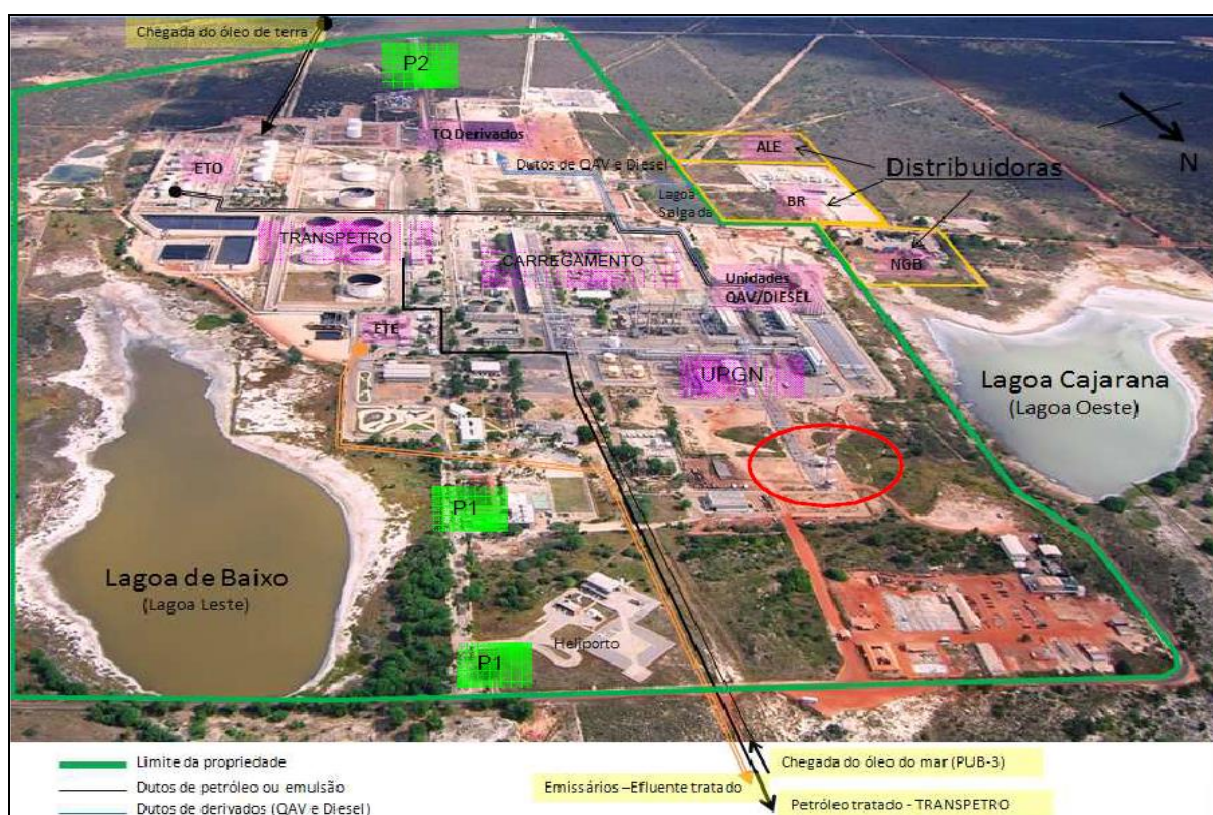 Chegada do óleo de terra
P2
TQ Derivados
ETO
Dutos de QAV e Diesel
ALE
Distribuidoras
N
Lagoa
Salgada
BR
TRANSPETRO
CARREGAMENTO
NGB
Unidades
QAV/DIESEL
ETE
UPGN
Lagoa Cajarana
(Lagoa Oeste)
P1
Lagoa de Baixo
(Lagoa Leste)
Heliporto
P1
Limite da propriedade
Dutos de petróleo ou emulsão
Dutos de derivados (QAV e Diesel)
Emissários –Efluente tratado
Chegada do óleo do mar (PUB-3)
Petróleo tratado - TRANSPETRO